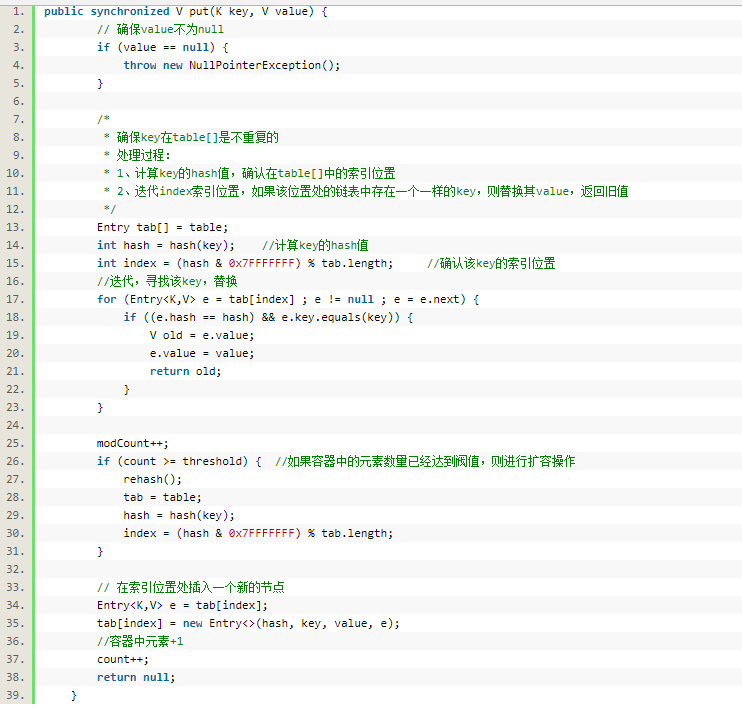 1. public synchronized V put(K key, V value) {
2. // 确保value不为null
3. if (value == null) {
4. throw new NullPointerException();
5. }
6.
7. /*
8. * 确保key在table[]是不重复的
9. * 处理过程:
10. * 1、计算key的hash值，确认在table[]中的索引位置
11. * 2、迭代index索引位置，如果该位置处的链表中存在一个一样的key，则替换其value，返回旧值
12. */
13. Entry tab[] = table;
14. int hash = hash(key); //计算key的hash值
15. int index = (hash & 0x7FFFFFFF) % tab.length; //确认该key的索引位置
16. //迭代，寻找该key，替换
17. for (Entry<K,V> e = tab[index] ; e != null ; e = e.next) {
18. if ((e.hash == hash) && e.key.equals(key)) {
19. V old = e.value;
20. e.value = value;
21. return old;
22. }
23. }
24.
25. modCount++;
26. if (count >= threshold) { //如果容器中的元素数量已经达到阀值，则进行扩容操作
27. rehash();
28. tab = table;
29. hash = hash(key);
30. index = (hash & 0x7FFFFFFF) % tab.length;
31. }
32.
33. // 在索引位置处插入一个新的节点
34. Entry<K,V> e = tab[index];
35. tab[index] = new Entry<>(hash, key, value, e);
36. //容器中元素+1
37. count++;
38. return null;
39. }